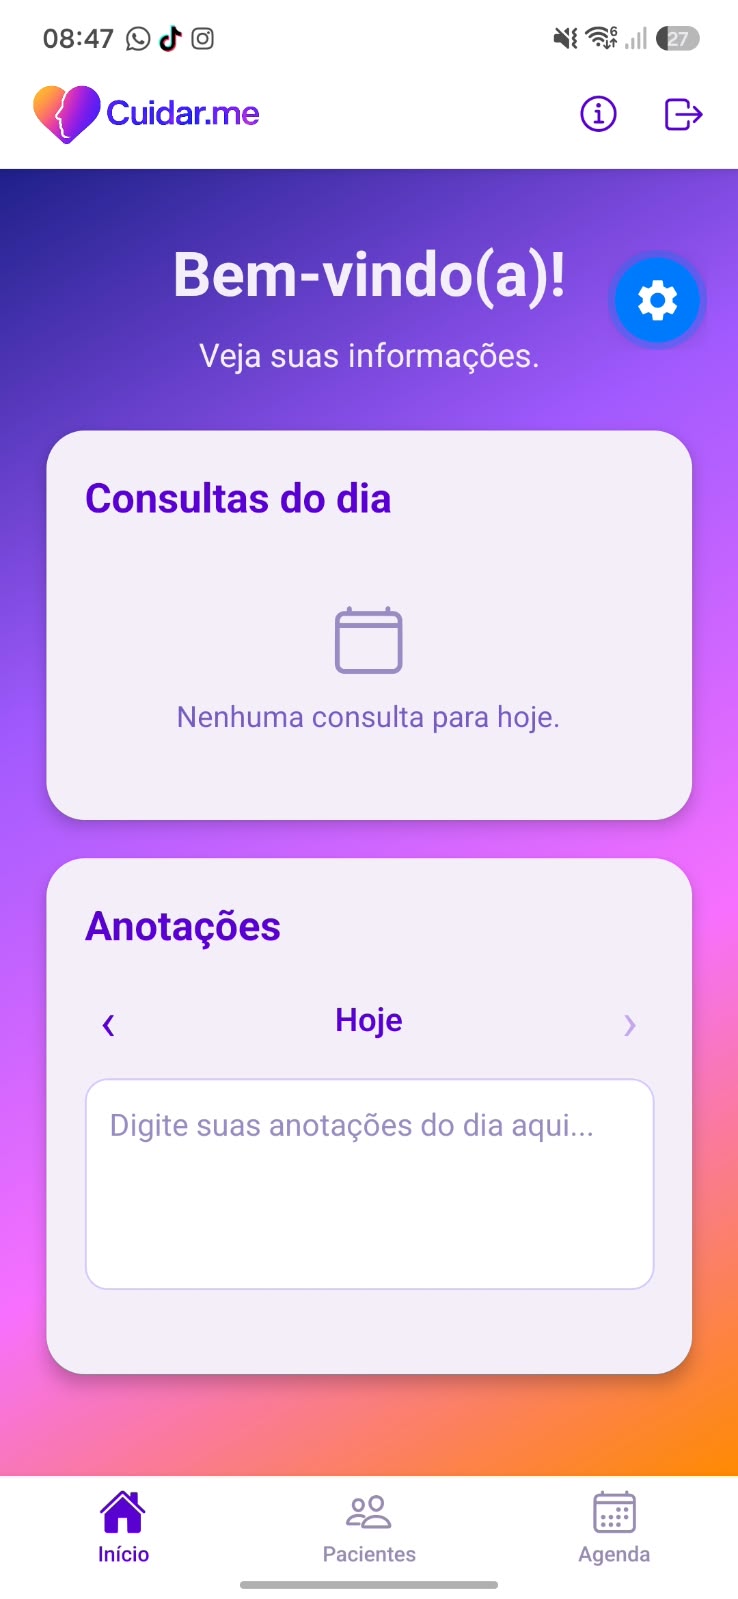 08:47
6
27
Cuidar.me
Bem-vindo(a)!
Veja suas informações.
Consultas do dia
Nenhuma consulta para hoje.
Anotações
‹ Hoje ›
Digite suas anotações do dia aqui...
Início
Pacientes
Agenda